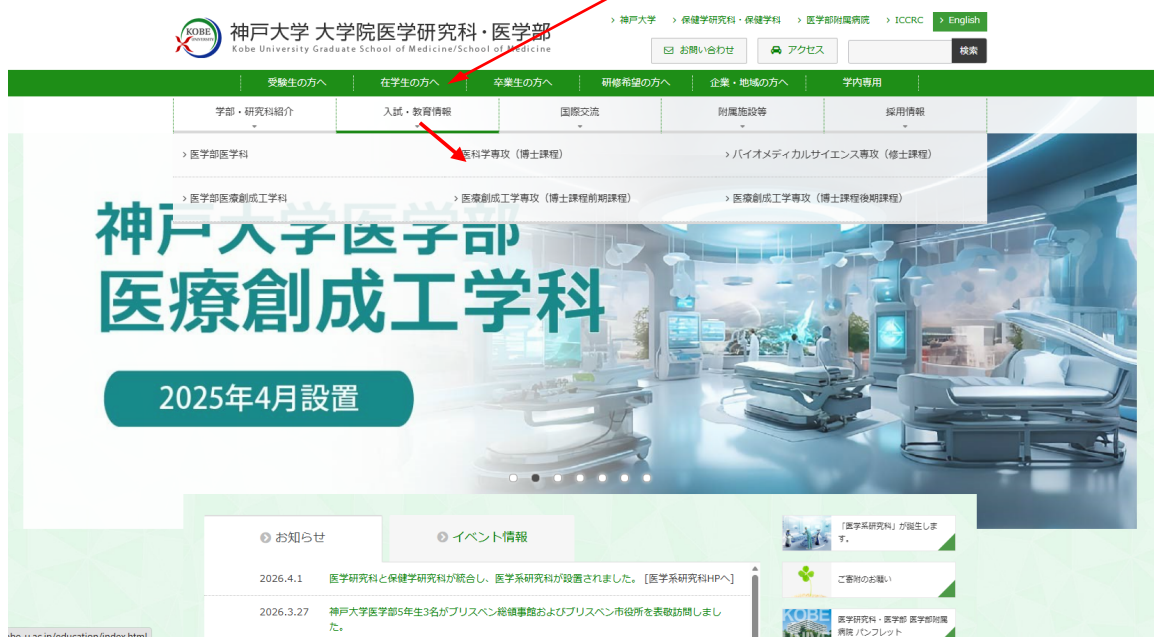 神戸大学 大学院医学研究科・医学部
Kobe University Graduate School of Medicine/School of Medicine
KOBE
› 神戸大学 › 保健学研究科・保健学科 › 医学部附属病院 › ICCRC › English
お問い合わせ アクセス 検索
受験生の方へ 在学生の方へ 卒業生の方へ 研修希望の方へ 企業・地域の方へ 学内専用
学部・研究科紹介 入試・教育情報 国際交流 附属施設等 採用情報
› 医学部医学科 医科学専攻（博士課程） › バイオメディカルサイエンス専攻（修士課程）
› 医学部医療創成工学科 › 医療創成工学専攻（博士課程前期課程） › 医療創成工学専攻（博士課程後期課程）
神戸大学医学部
医療創成工学科
2025年4月設置
お知らせ イベント情報
2026.4.1 医学研究科と保健学研究科が統合し、医学系研究科が設置されました。 [医学系研究科HPへ]
2026.3.27 神戸大学医学部5年生3名がブリスベン総領事館およびブリスベン市役所を表敬訪問しまし
た。
「医学系研究科」が誕生しま
す。
ご寄附のお願い
KOBE
医学研究科・医学部 医学部附属
病院 パンフレット